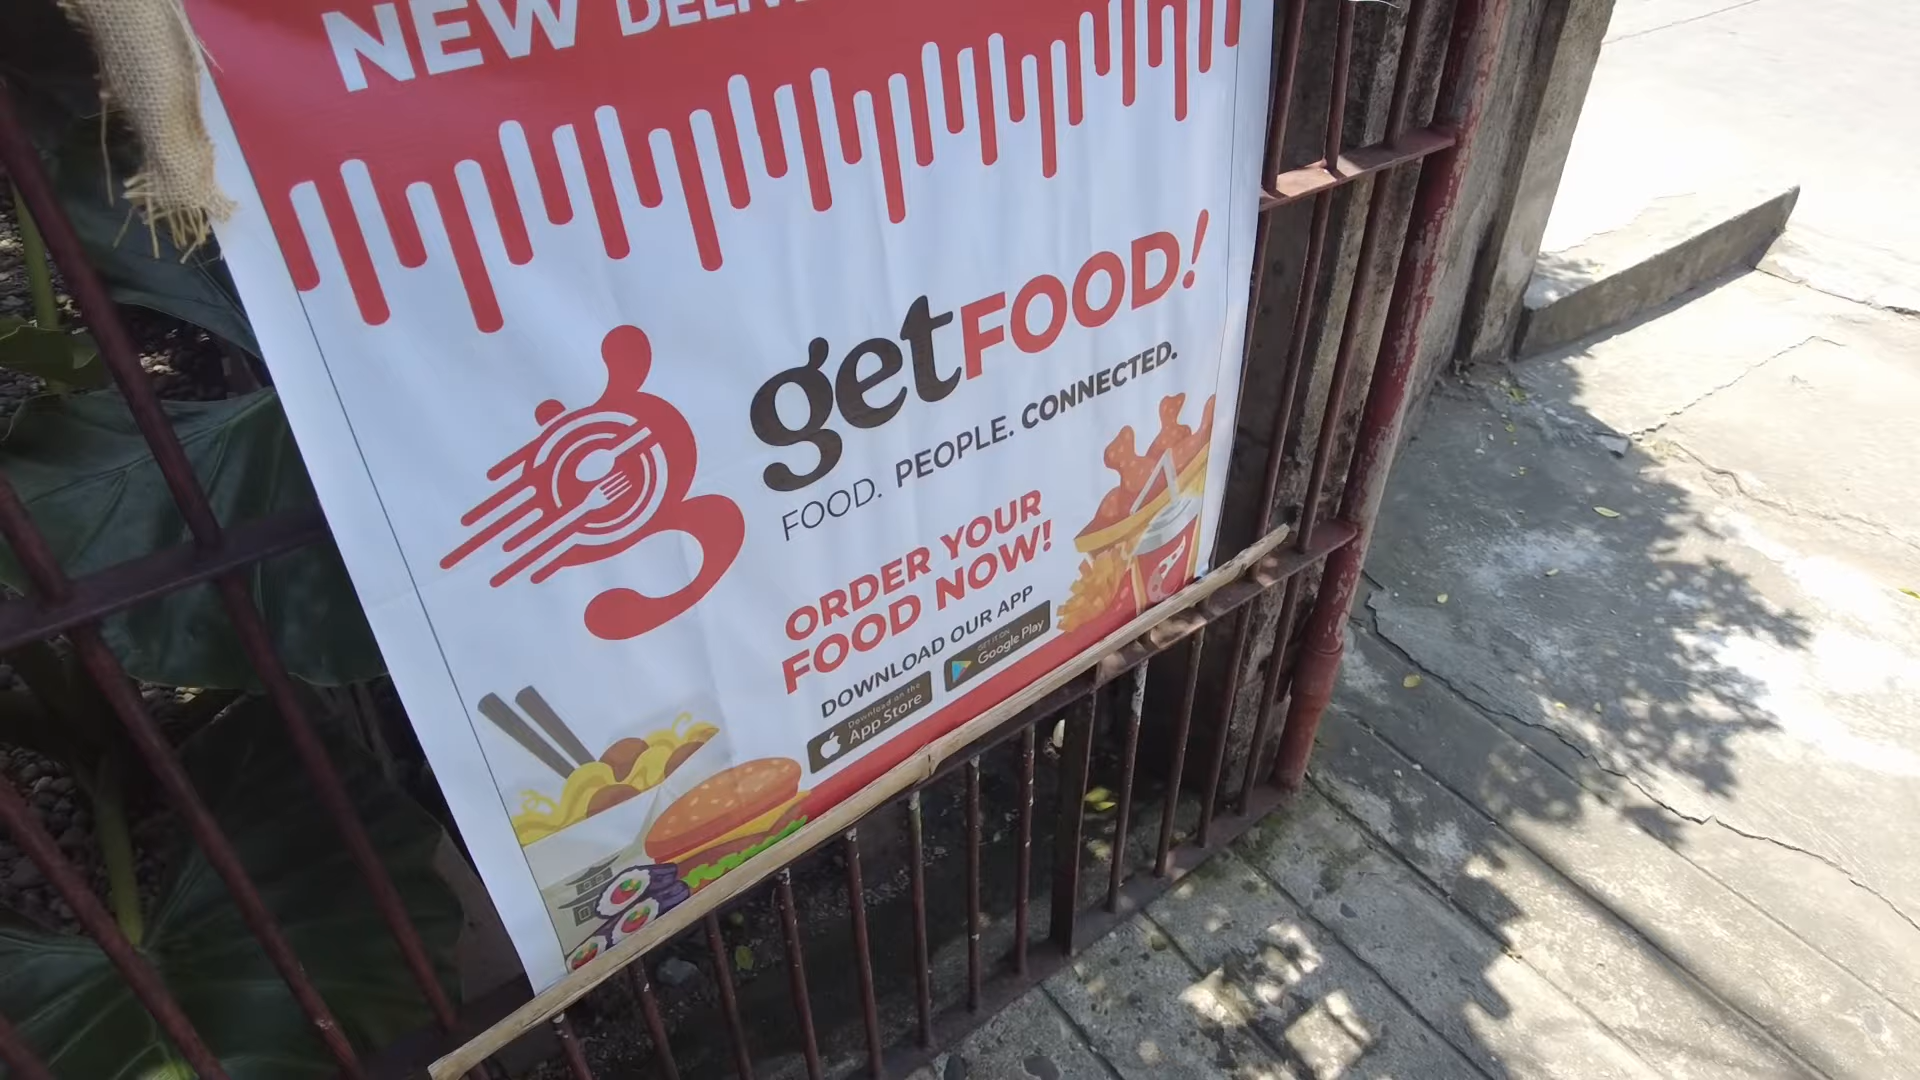 NEW
getFOOD!
FOOD. PEOPLE. CONNECTED.
ORDER YOUR
FOOD NOW!
DOWNLOAD OUR APP
Download on the
App Store
GET IT ON
Google Play